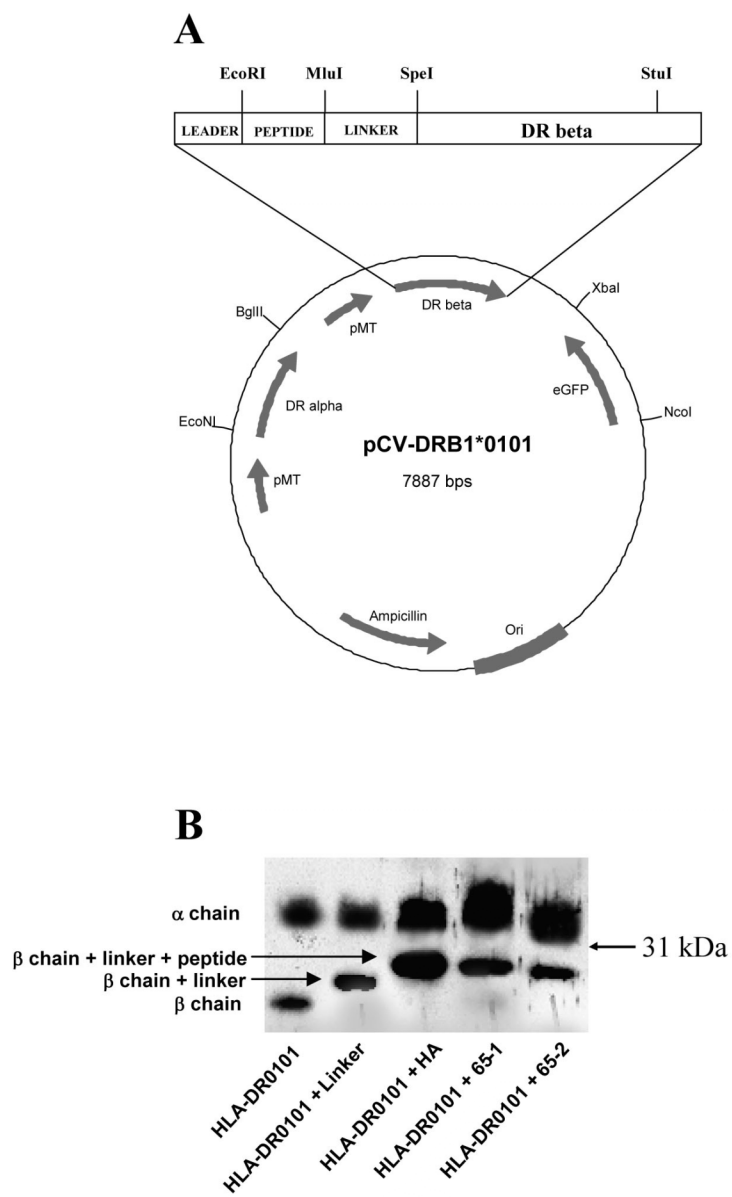 A
EcoRI MluI SpeI StuI
LEADER PEPTIDE LINKER DR beta
XbaI
DR beta
BglII
pMT
eGFP
NcoI
DR alpha
EcoNI
pCV-DRB1*0101
pMT
7887 bps
Ampicillin
Ori
B
α chain
31 kDa
β chain + linker + peptide
β chain + linker
β chain
HLA-DR0101
HLA-DR0101 + Linker
HLA-DR0101 + HA
HLA-DR0101 + 65-1
HLA-DR0101 + 65-2